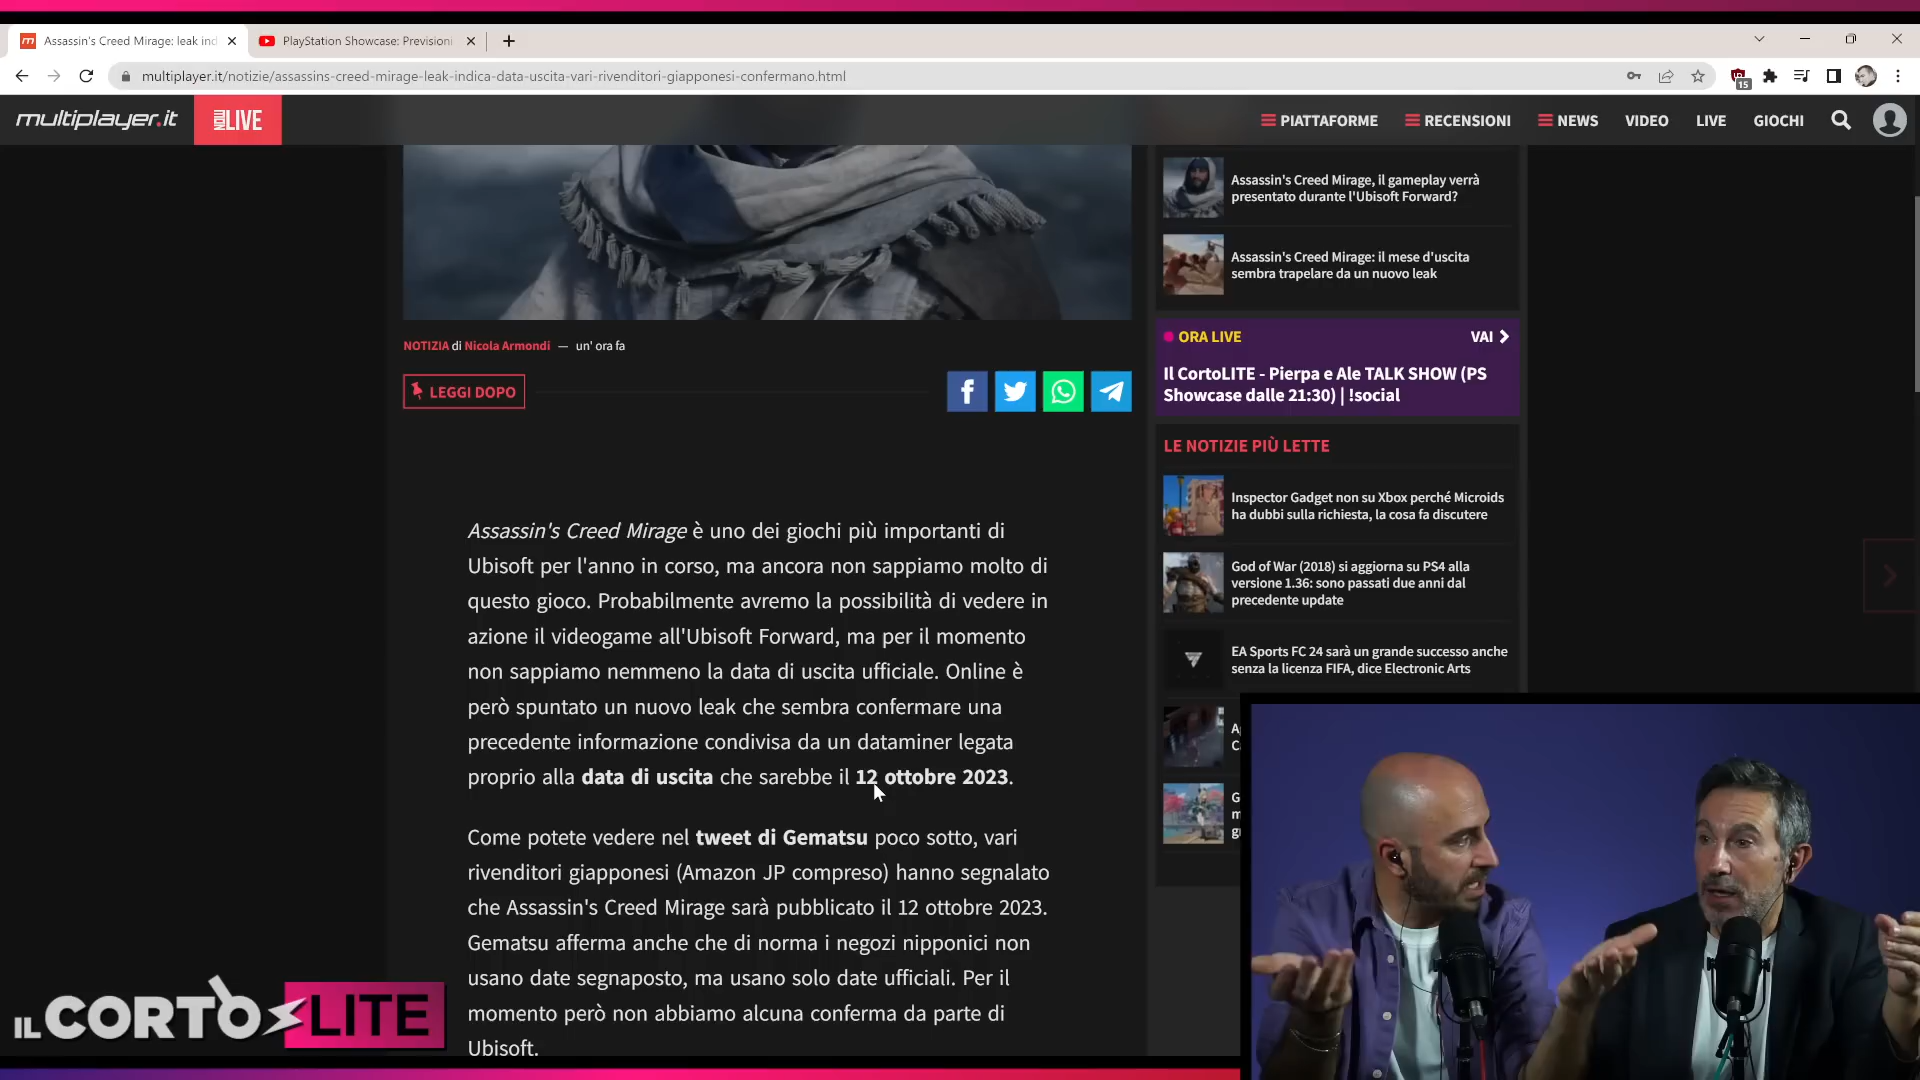 Assassin's Creed Mirage: leak ind
PlayStation Showcase: Previsioni
multiplayer.it/notizie/assassins-creed-mirage-leak-indica-data-uscita-vari-rivenditori-giapponesi-confermano.html
15
multiplayer.it
NOW LIVE
PIATTAFORME
RECENSIONI
NEWS
VIDEO
LIVE
GIOCHI
NOTIZIA di Nicola Armondi — un' ora fa
LEGGI DOPO
Assassin's Creed Mirage è uno dei giochi più importanti di
Ubisoft per l'anno in corso, ma ancora non sappiamo molto di
questo gioco. Probabilmente avremo la possibilità di vedere in
azione il videogame all'Ubisoft Forward, ma per il momento
non sappiamo nemmeno la data di uscita ufficiale. Online è
però spuntato un nuovo leak che sembra confermare una
precedente informazione condivisa da un dataminer legata
proprio alla data di uscita che sarebbe il 12 ottobre 2023.
Come potete vedere nel tweet di Gematsu poco sotto, vari
rivenditori giapponesi (Amazon JP compreso) hanno segnalato
che Assassin's Creed Mirage sarà pubblicato il 12 ottobre 2023.
Gematsu afferma anche che di norma i negozi nipponici non
usano date segnaposto, ma usano solo date ufficiali. Per il
momento però non abbiamo alcuna conferma da parte di
Ubisoft.
Assassin's Creed Mirage, il gameplay verrà
presentato durante l'Ubisoft Forward?
Assassin's Creed Mirage: il mese d'uscita
sembra trapelare da un nuovo leak
ORA LIVE
VAI
Il CortoLITE - Pierpa e Ale TALK SHOW (PS
Showcase dalle 21:30) | !social
LE NOTIZIE PIÙ LETTE
Inspector Gadget non su Xbox perché Microids
ha dubbi sulla richiesta, la cosa fa discutere
God of War (2018) si aggiorna su PS4 alla
versione 1.36: sono passati due anni dal
precedente update
EA Sports FC 24 sarà un grande successo anche
senza la licenza FIFA, dice Electronic Arts
IL CORTO LITE